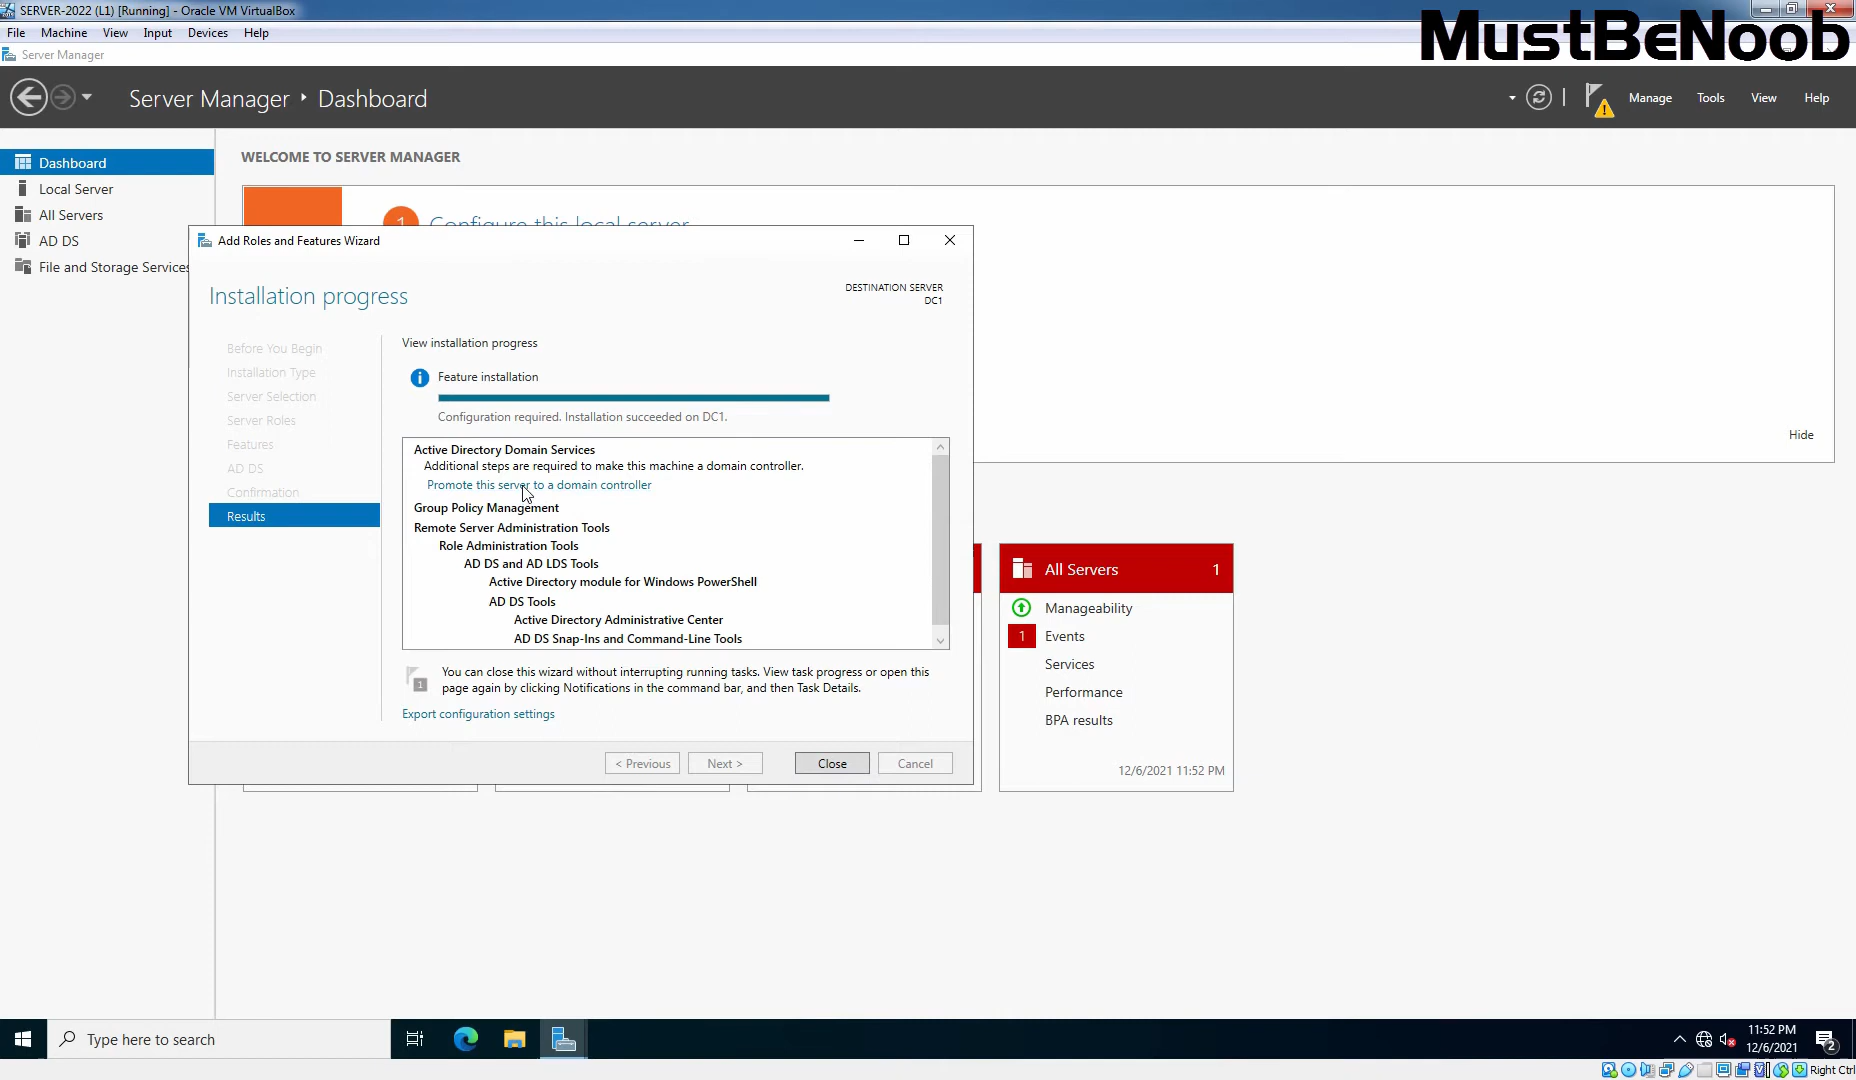 SERVER-2022 (L1) [Running] - Oracle VM VirtualBox
MustBeNoob
File Machine View Input Devices Help
Server Manager
Server Manager • Dashboard
Manage Tools View Help
Dashboard
Local Server
All Servers
AD DS
File and Storage Services
WELCOME TO SERVER MANAGER
1 Configure this local server
Hide
Add Roles and Features Wizard
Installation progress
DESTINATION SERVER
DC1
Before You Begin
Installation Type
Server Selection
Server Roles
Features
AD DS
Confirmation
Results
View installation progress
Feature installation
Configuration required. Installation succeeded on DC1.
Active Directory Domain Services
Additional steps are required to make this machine a domain controller.
Promote this server to a domain controller
Group Policy Management
Remote Server Administration Tools
Role Administration Tools
AD DS and AD LDS Tools
Active Directory module for Windows PowerShell
AD DS Tools
Active Directory Administrative Center
AD DS Snap-Ins and Command-Line Tools
1
You can close this wizard without interrupting running tasks. View task progress or open this
page again by clicking Notifications in the command bar, and then Task Details.
Export configuration settings
< Previous Next > Close Cancel
All Servers 1
Manageability
1 Events
Services
Performance
BPA results
12/6/2021 11:52 PM
Type here to search
11:52 PM
12/6/2021
2
Right Ctrl